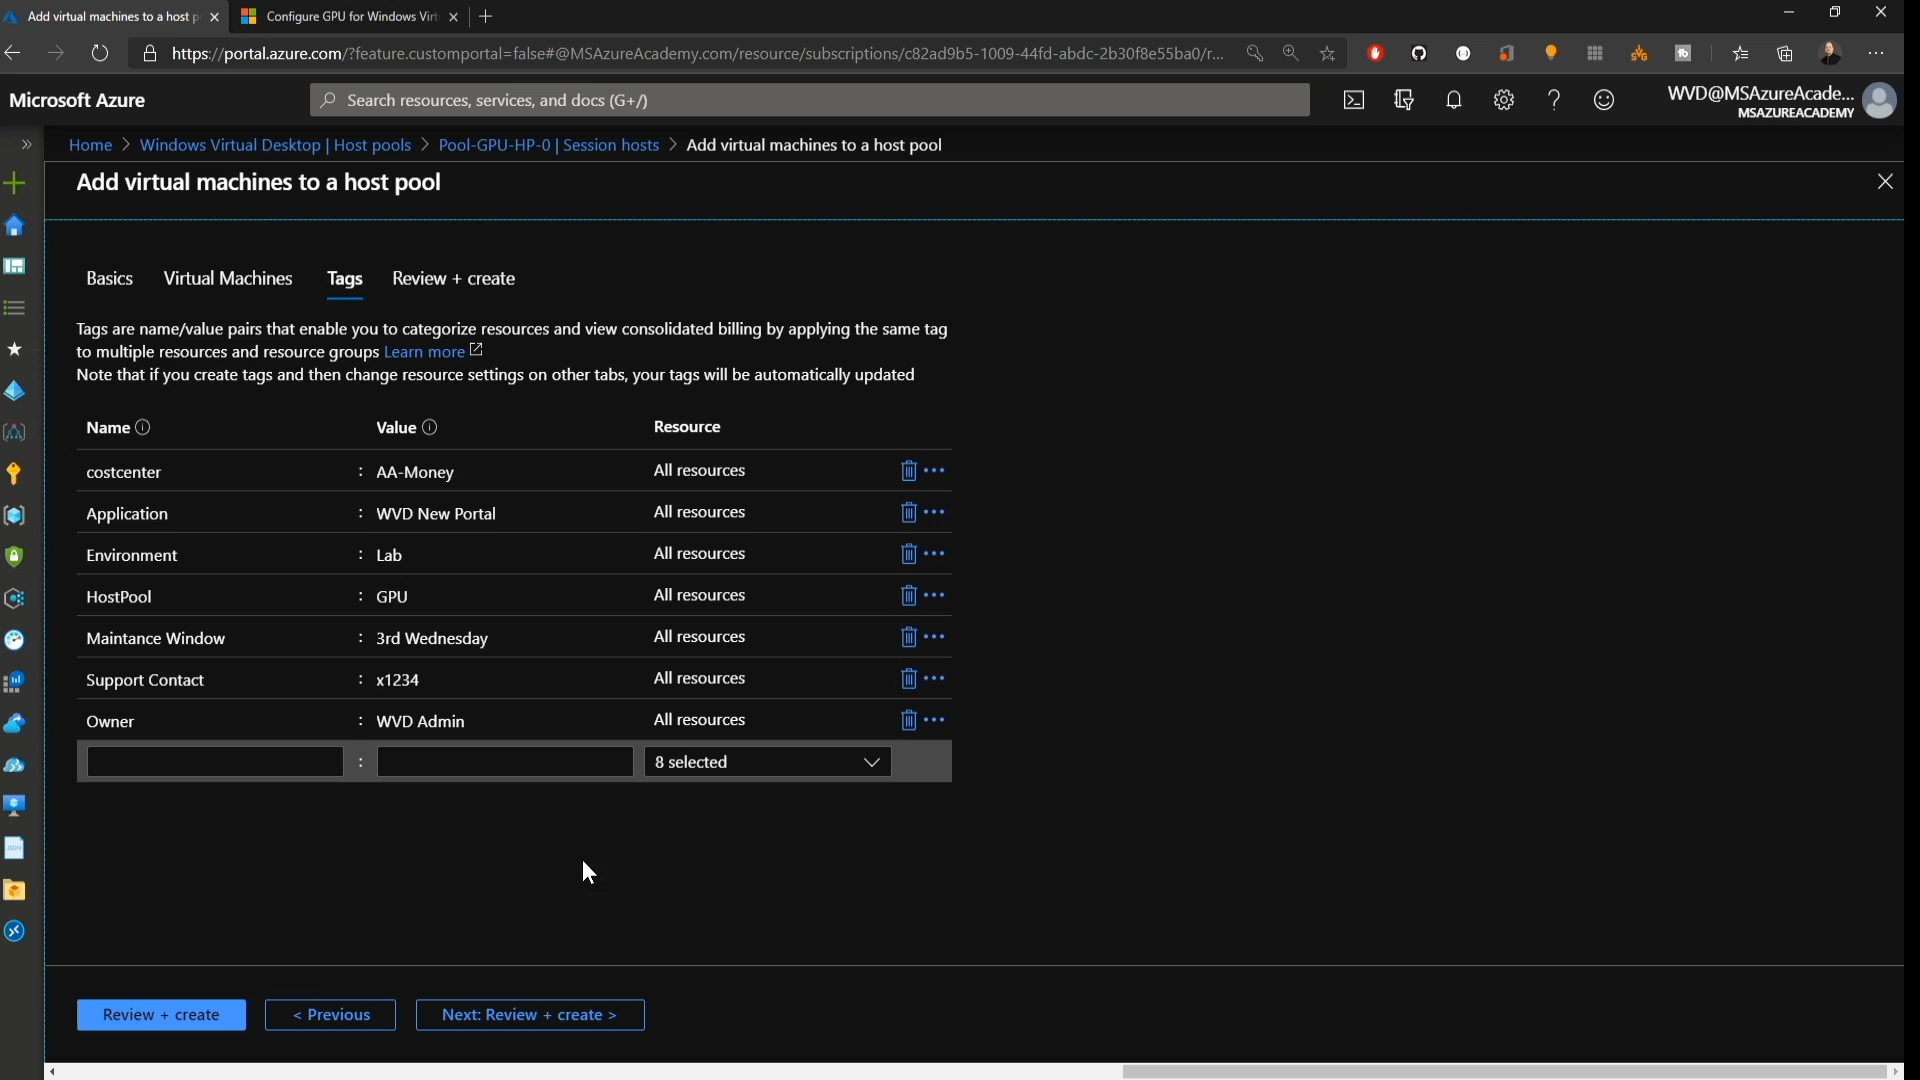 Add virtual machines to a host p
Configure GPU for Windows Virt
https://portal.azure.com/?feature.customportal=false#@MSAzureAcademy.com/resource/subscriptions/c82ad9b5-1009-44fd-abdc-2b30f8e55ba0/r...
Microsoft Azure
Search resources, services, and docs (G+/)
WVD@MSAzureAcade...
MSAZUREACADEMY
Home > Windows Virtual Desktop | Host pools > Pool-GPU-HP-0 | Session hosts > Add virtual machines to a host pool
Add virtual machines to a host pool
Basics Virtual Machines Tags Review + create
Tags are name/value pairs that enable you to categorize resources and view consolidated billing by applying the same tag
to multiple resources and resource groups Learn more
Note that if you create tags and then change resource settings on other tabs, your tags will be automatically updated
Name Value Resource
costcenter : AA-Money All resources
Application : WVD New Portal All resources
Environment : Lab All resources
HostPool : GPU All resources
Maintance Window : 3rd Wednesday All resources
Support Contact : x1234 All resources
Owner : WVD Admin All resources
: 8 selected
Review + create < Previous Next: Review + create >